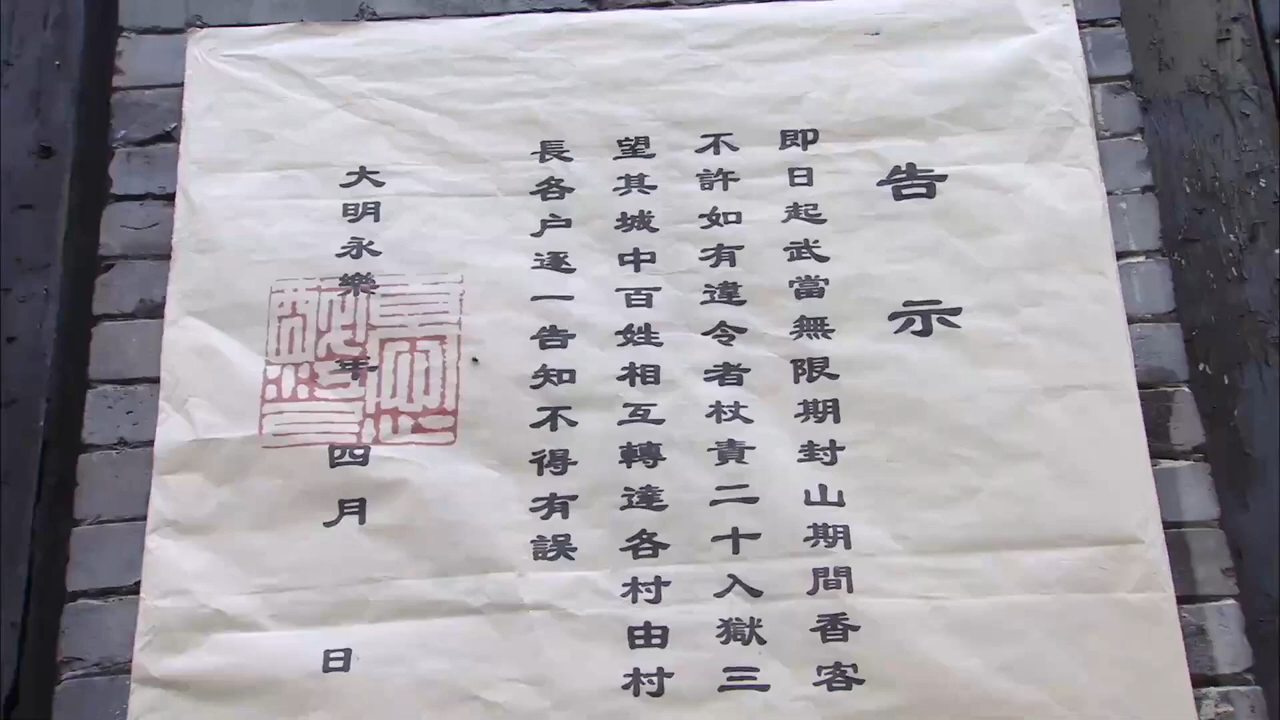 告示
即日起武當無限期封山期間香客
不許如有違令者杖責二十入獄三
望其城中百姓相互轉達各村由村
長各户逐一告知不得有誤
大明永樂年四月日